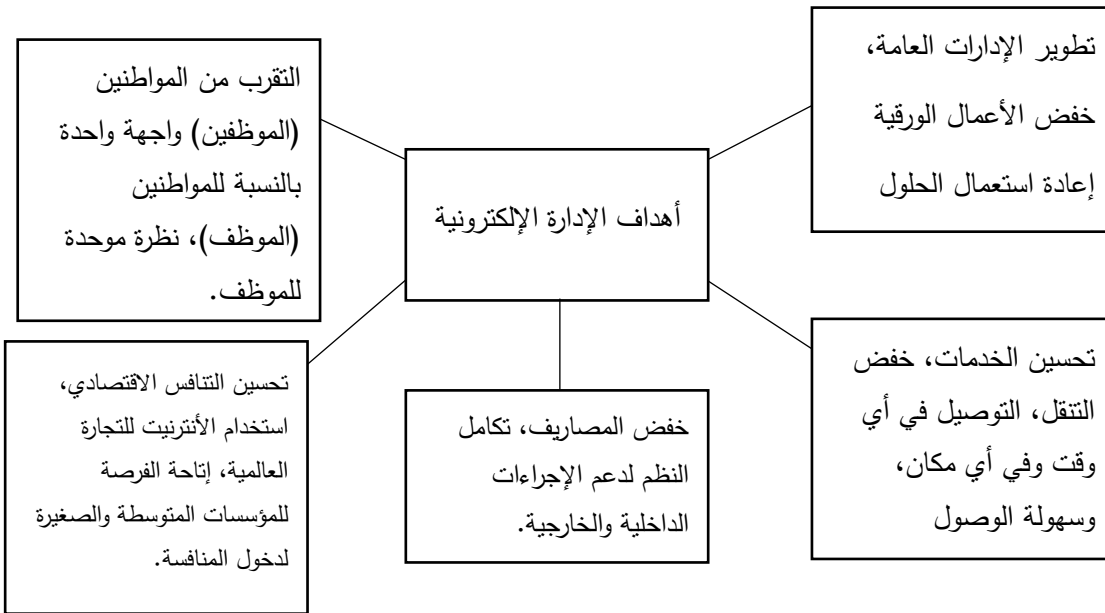 تطوير الإدارات العامة،
خفض الأعمال الورقية
إعادة استعمال الحلول
التقرب من المواطنين
(الموظفين) واجهة واحدة
بالنسبة للمواطنين
(الموظف)، نظرة موحدة
للموظف.
أهداف الإدارة الإلكترونية
تحسين الخدمات، خفض
التنقل، التوصيل في أي
وقت وفي أي مكان،
وسهولة الوصول
خفض المصاريف، تكامل
النظم لدعم الإجراءات
الداخلية والخارجية.
تحسين التنافس الاقتصادي،
استخدام الأنترنيت للتجارة
العالمية، إتاحة الفرصة
للمؤسسات المتوسطة والصغيرة
لدخول المنافسة.